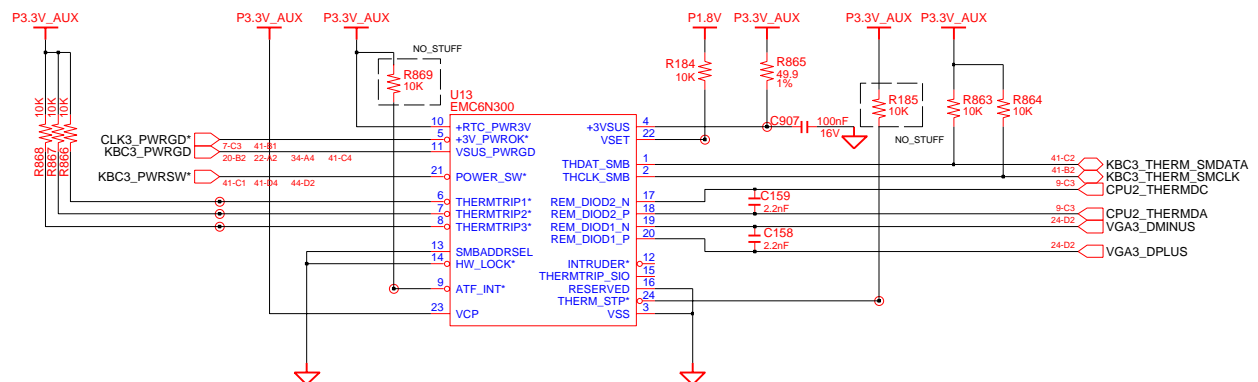 P3.3V_AUX P3.3V_AUX P3.3V_AUX P1.8V P3.3V_AUX P3.3V_AUX P3.3V_AUX
NO_STUFF
R869
10K
R184
10K
R865
49.9
1%
R185
10K
NO_STUFF
R863
10K
R864
10K
10K
10K
10K
R868
R867
R866
U13
EMC6N300
C907
100nF
16V
CLK3_PWRGD*
7-C3 41-B1
KBC3_PWRGD
20-B2 22-A2 34-A4 41-C4
KBC3_PWRSW*
41-C1 41-D4 44-D2
10 +RTC_PWR3V
5 +3V_PWROK*
11 VSUS_PWRGD
21 POWER_SW*
6 THERMTRIP1*
7 THERMTRIP2*
8 THERMTRIP3*
13 SMBADDRSEL
14 HW_LOCK*
9 ATF_INT*
23 VCP
+3VSUS 4
VSET 22
THDAT_SMB 1
THCLK_SMB 2
REM_DIOD2_N 17
REM_DIOD2_P 18
REM_DIOD1_N 19
REM_DIOD1_P 20
INTRUDER* 12
THERMTRIP_SIO 15
RESERVED 16
THERM_STP* 24
VSS 3
C159
2.2nF
C158
2.2nF
41-C2 KBC3_THERM_SMDATA
41-B2 KBC3_THERM_SMCLK
9-C3 CPU2_THERMDC
9-C3 CPU2_THERMDA
24-D2 VGA3_DMINUS
24-D2 VGA3_DPLUS